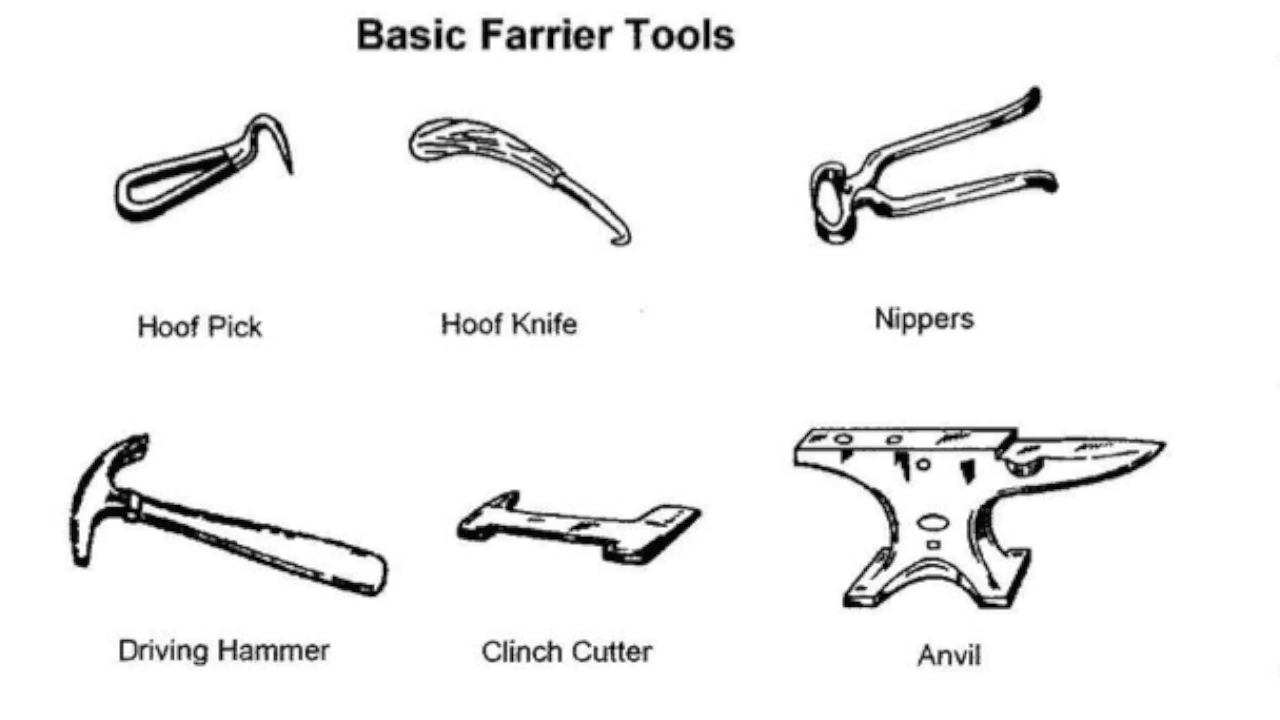 Basic Farrier Tools
Hoof Pick
Hoof Knife
Nippers
Driving Hammer
Clinch Cutter
Anvil